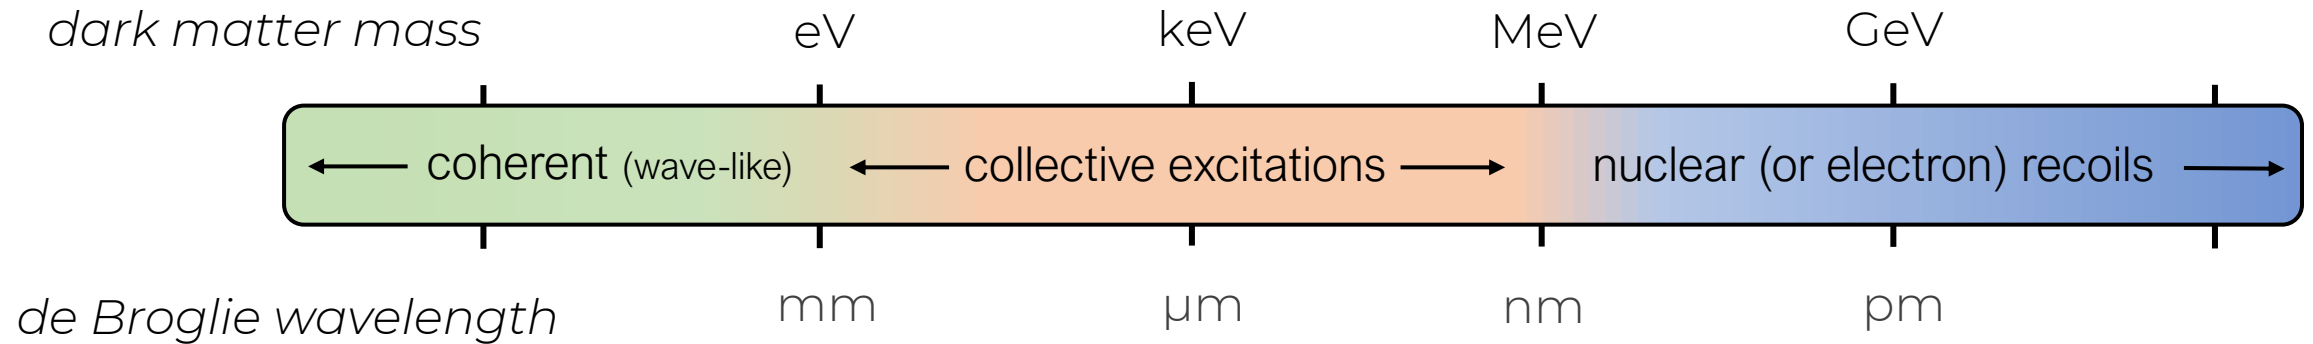 dark matter mass eV keV MeV GeV
coherent (wave-like) collective excitations nuclear (or electron) recoils
de Broglie wavelength mm μm nm pm